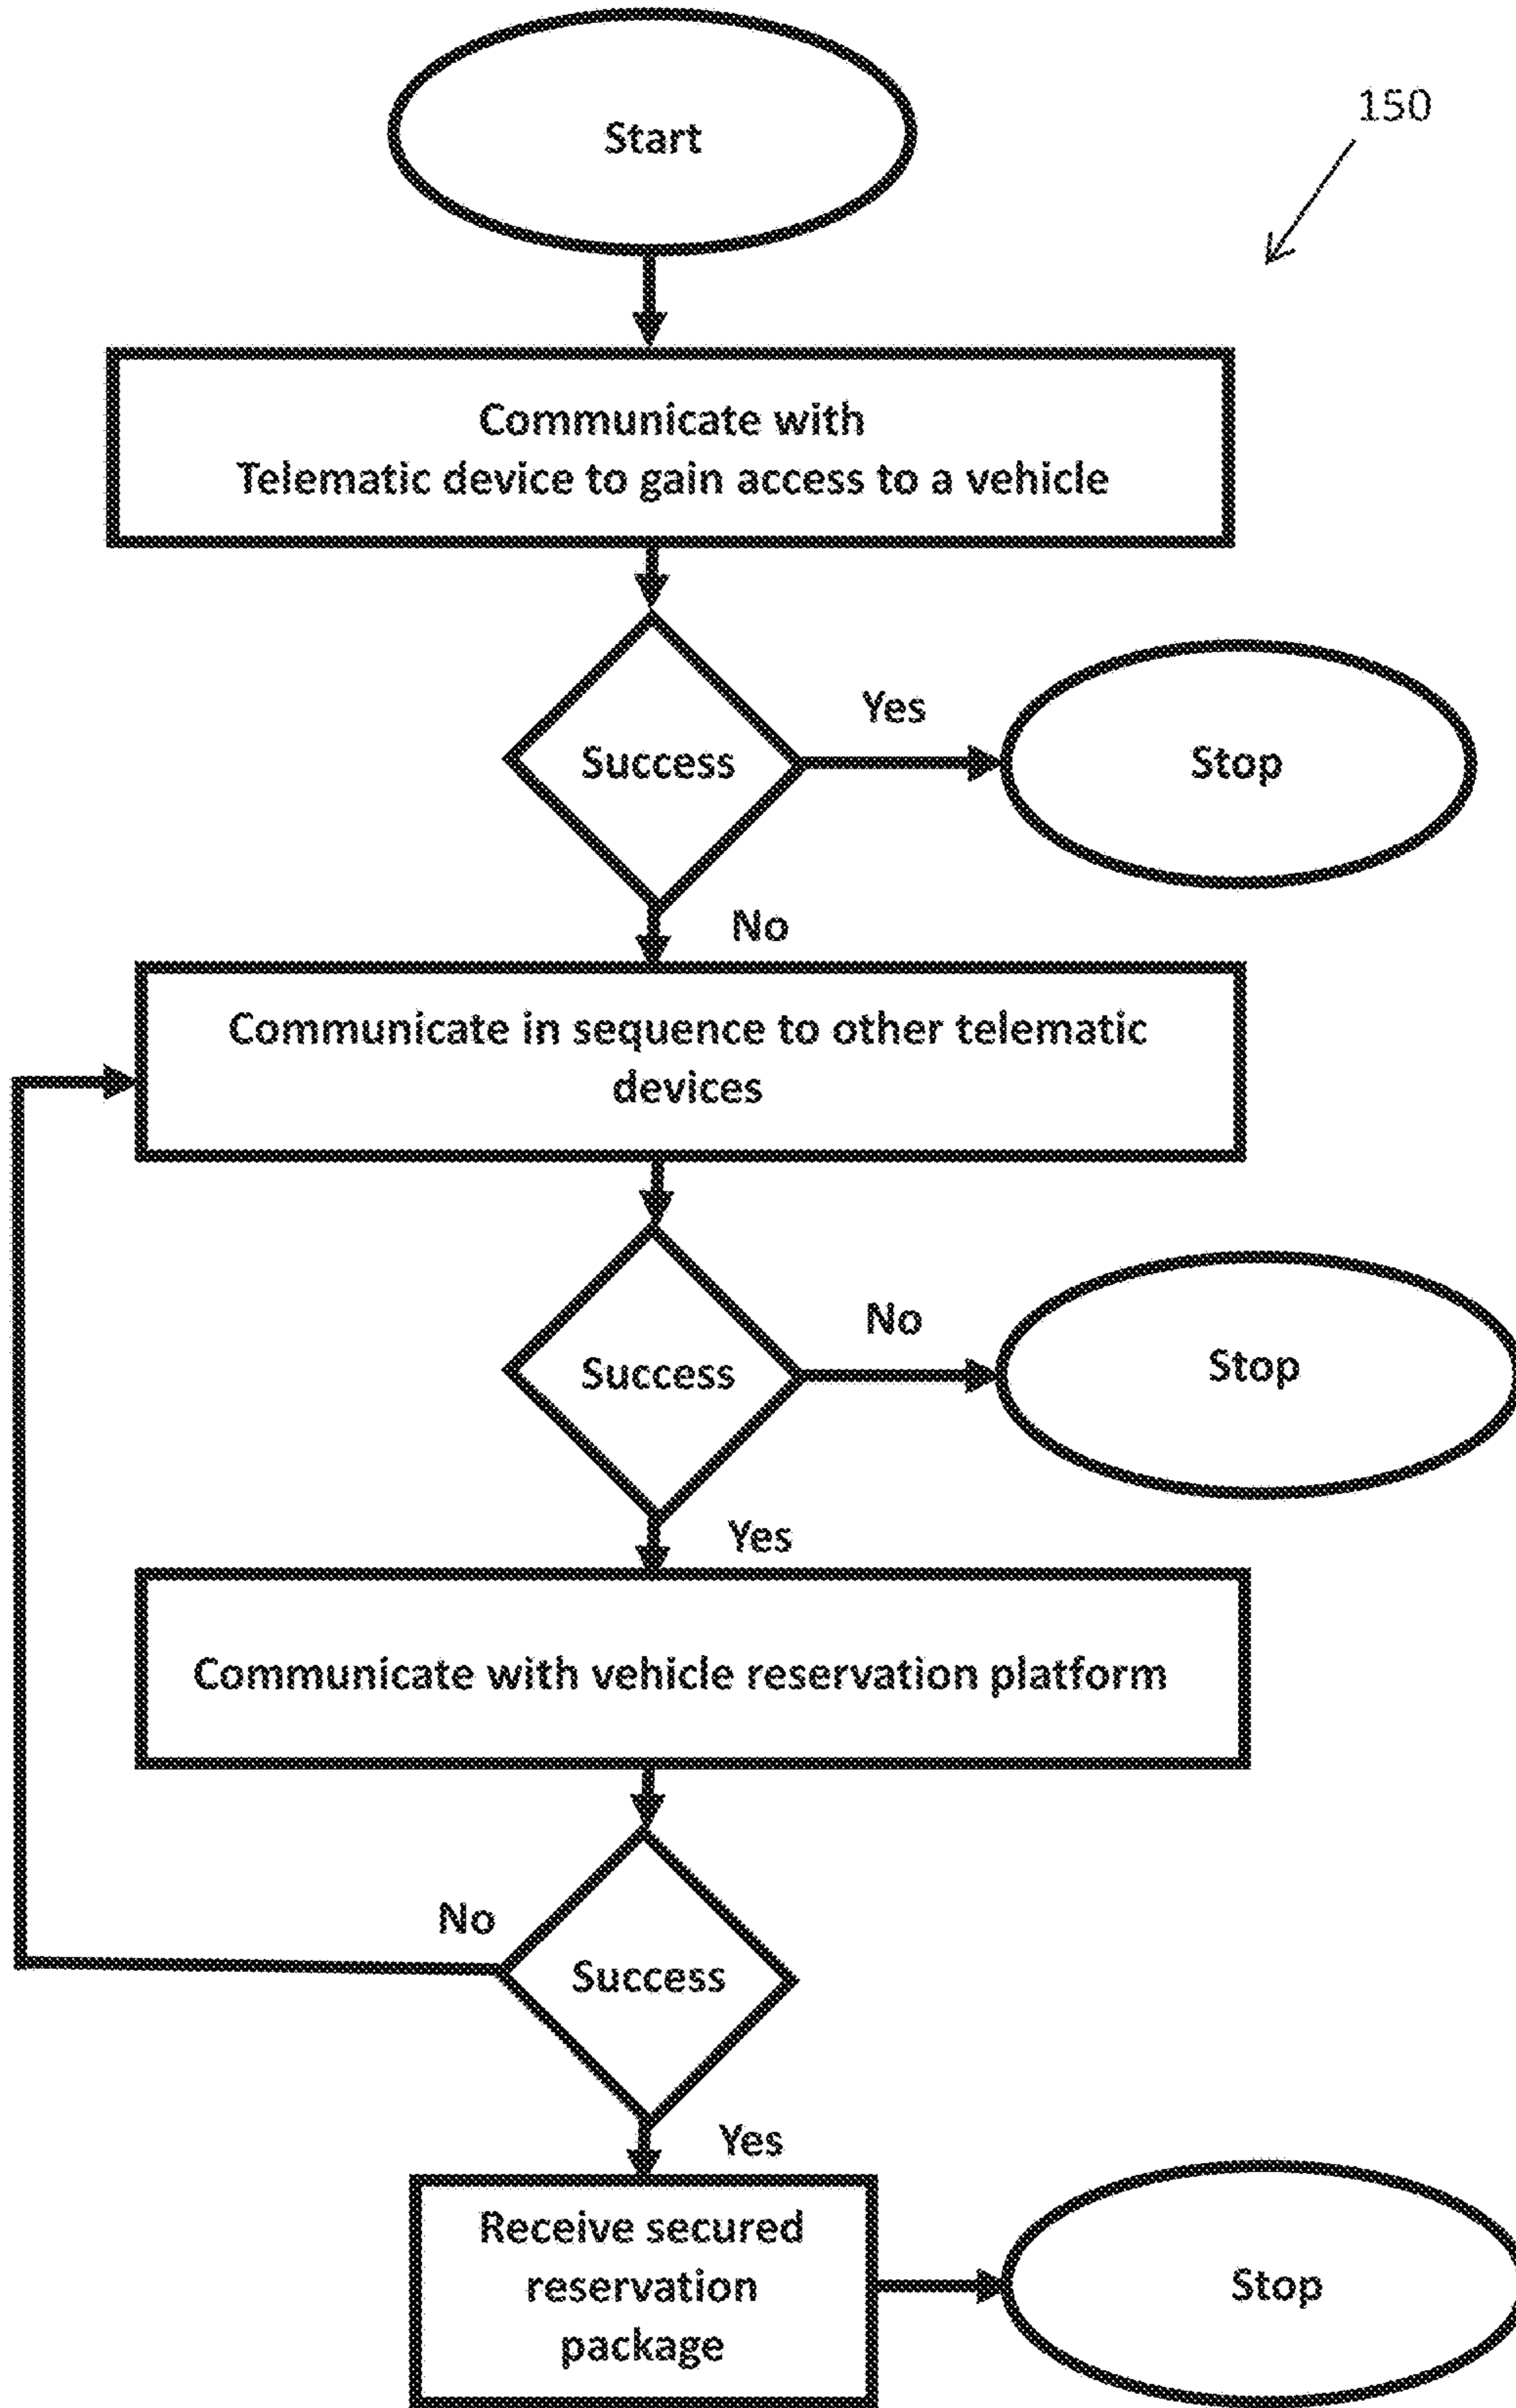 Start
150
Communicate with
Telematic device to gain access to a vehicle
Success
Yes
Stop
No
Communicate in sequence to other telematic
devices
Success
No
Stop
Yes
Communicate with vehicle reservation platform
No
Success
Yes
Receive secured
reservation
package
Stop